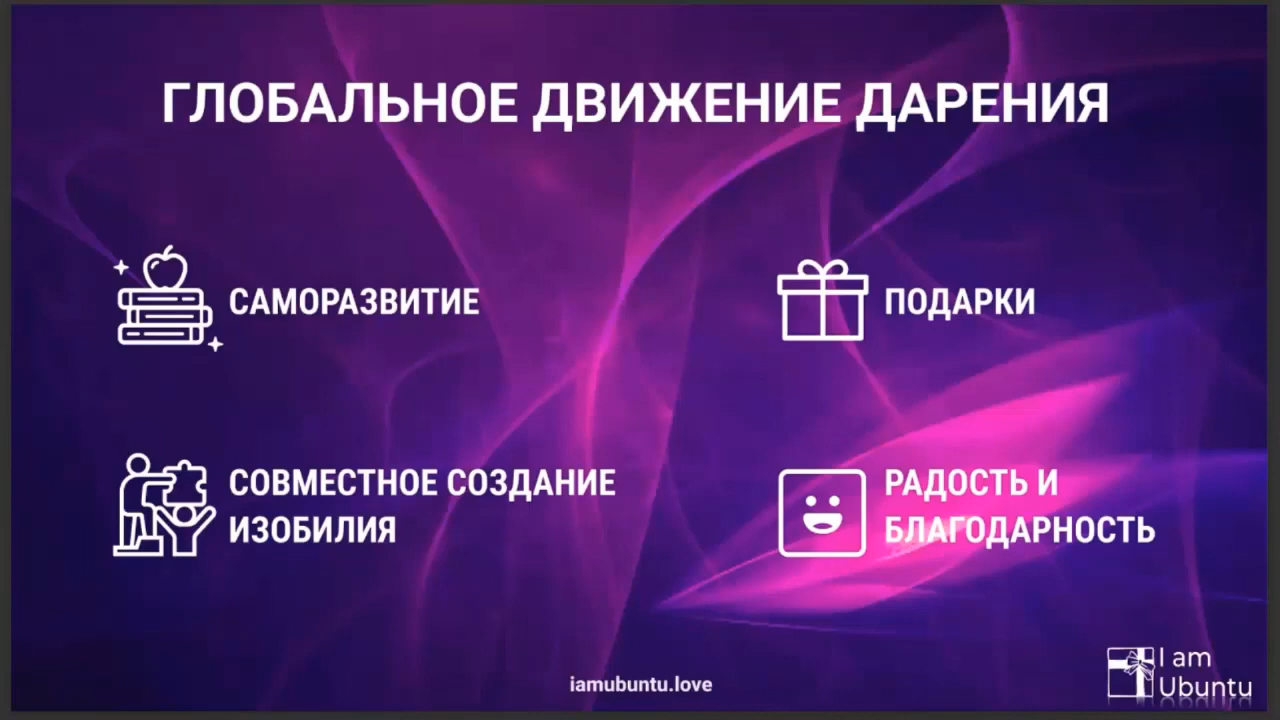 ГЛОБАЛЬНОЕ ДВИЖЕНИЕ ДАРЕНИЯ
САМОРАЗВИТИЕ
ПОДАРКИ
СОВМЕСТНОЕ СОЗДАНИЕ
ИЗОБИЛИЯ
РАДОСТЬ И
БЛАГОДАРНОСТЬ
iamubuntu.love
I am
Ubuntu